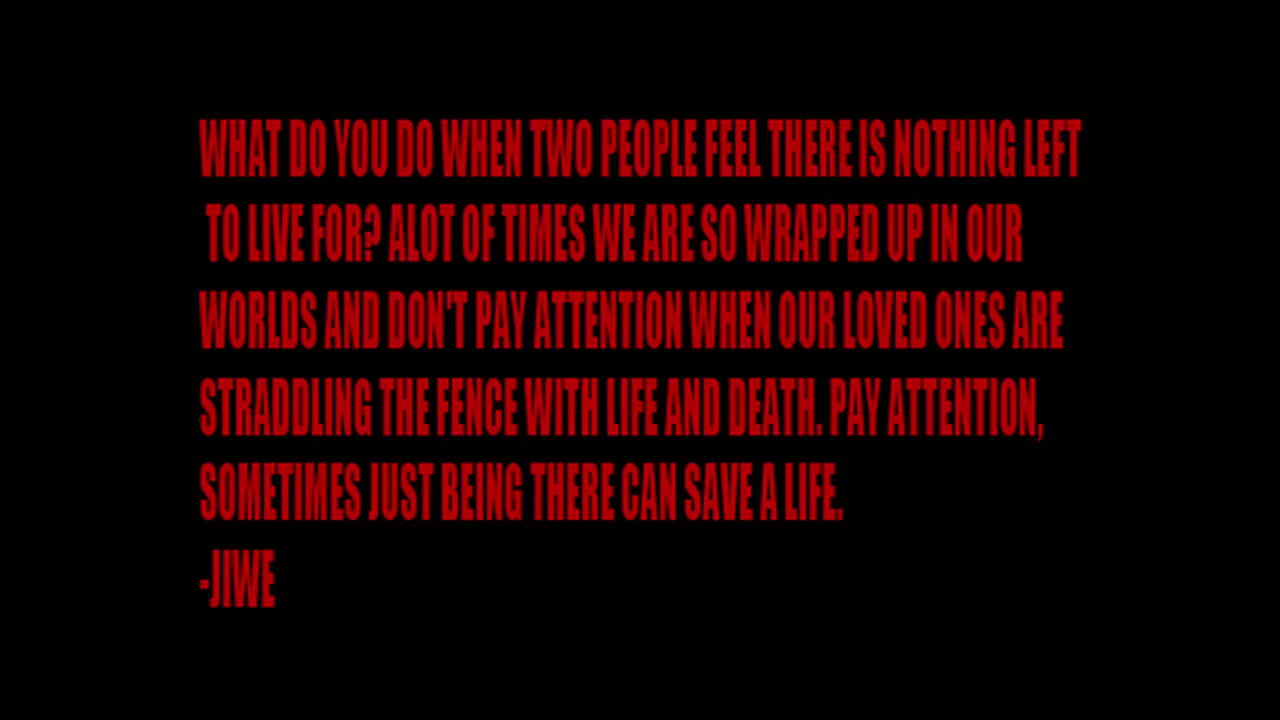 WHAT DO YOU DO WHEN TWO PEOPLE FEEL THERE IS NOTHING LEFT
TO LIVE FOR? ALOT OF TIMES WE ARE SO WRAPPED UP IN OUR
WORLDS AND DON'T PAY ATTENTION WHEN OUR LOVED ONES ARE
STRADDLING THE FENCE WITH LIFE AND DEATH. PAY ATTENTION,
SOMETIMES JUST BEING THERE CAN SAVE A LIFE.
-JIWE